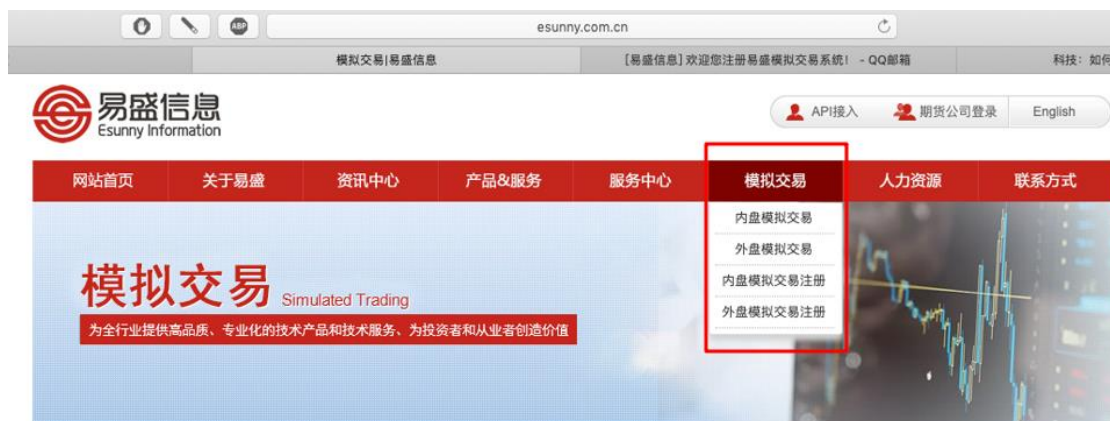 ABP
esunny.com.cn
模拟交易|易盛信息
[易盛信息] 欢迎您注册易盛模拟交易系统! - QQ邮箱
科技:如何
易盛信息
Esunny Information
API接入
期货公司登录
English
网站首页
关于易盛
资讯中心
产品&服务
服务中心
模拟交易
人力资源
联系方式
内盘模拟交易
外盘模拟交易
内盘模拟交易注册
外盘模拟交易注册
模拟交易 Simulated Trading
为全行业提供高品质、专业化的技术产品和技术服务、为投资者和从业者创造价值